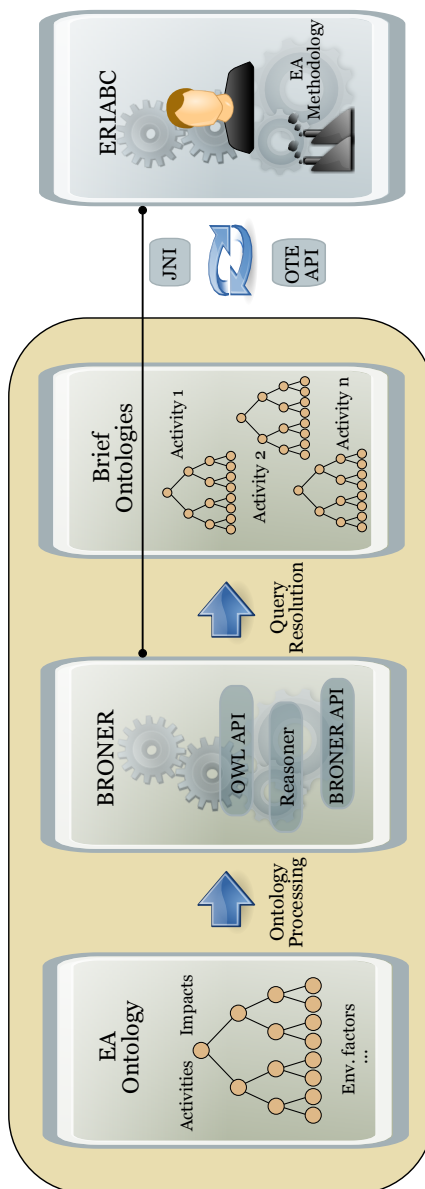 EA
Ontology
Activities
Impacts
Env. factors
...
Ontology
Processing
BRONER
OWL API
Reasoner
BRONER API
Query
Resolution
Brief
Ontologies
Activity 1
Activity 2
Activity n
JNI
OTE
API
ERIABC
EA
Methodology